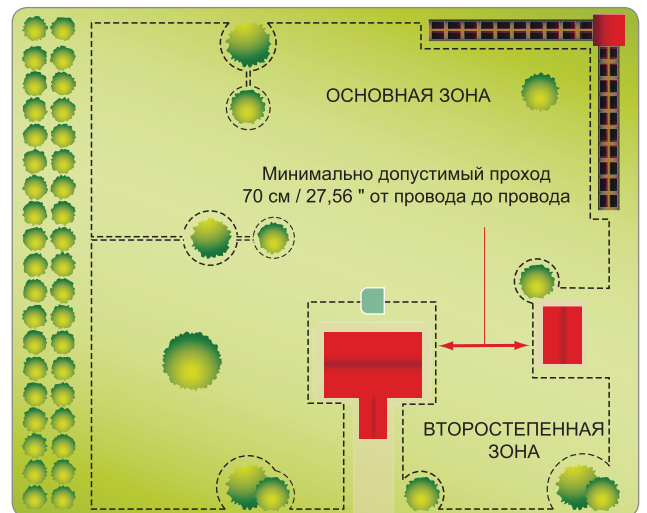 ОСНОВНАЯ ЗОНА
Минимально допустимый проход
70 см / 27,56 " от провода до провода
ВТОРОСТЕПЕННАЯ
ЗОНА